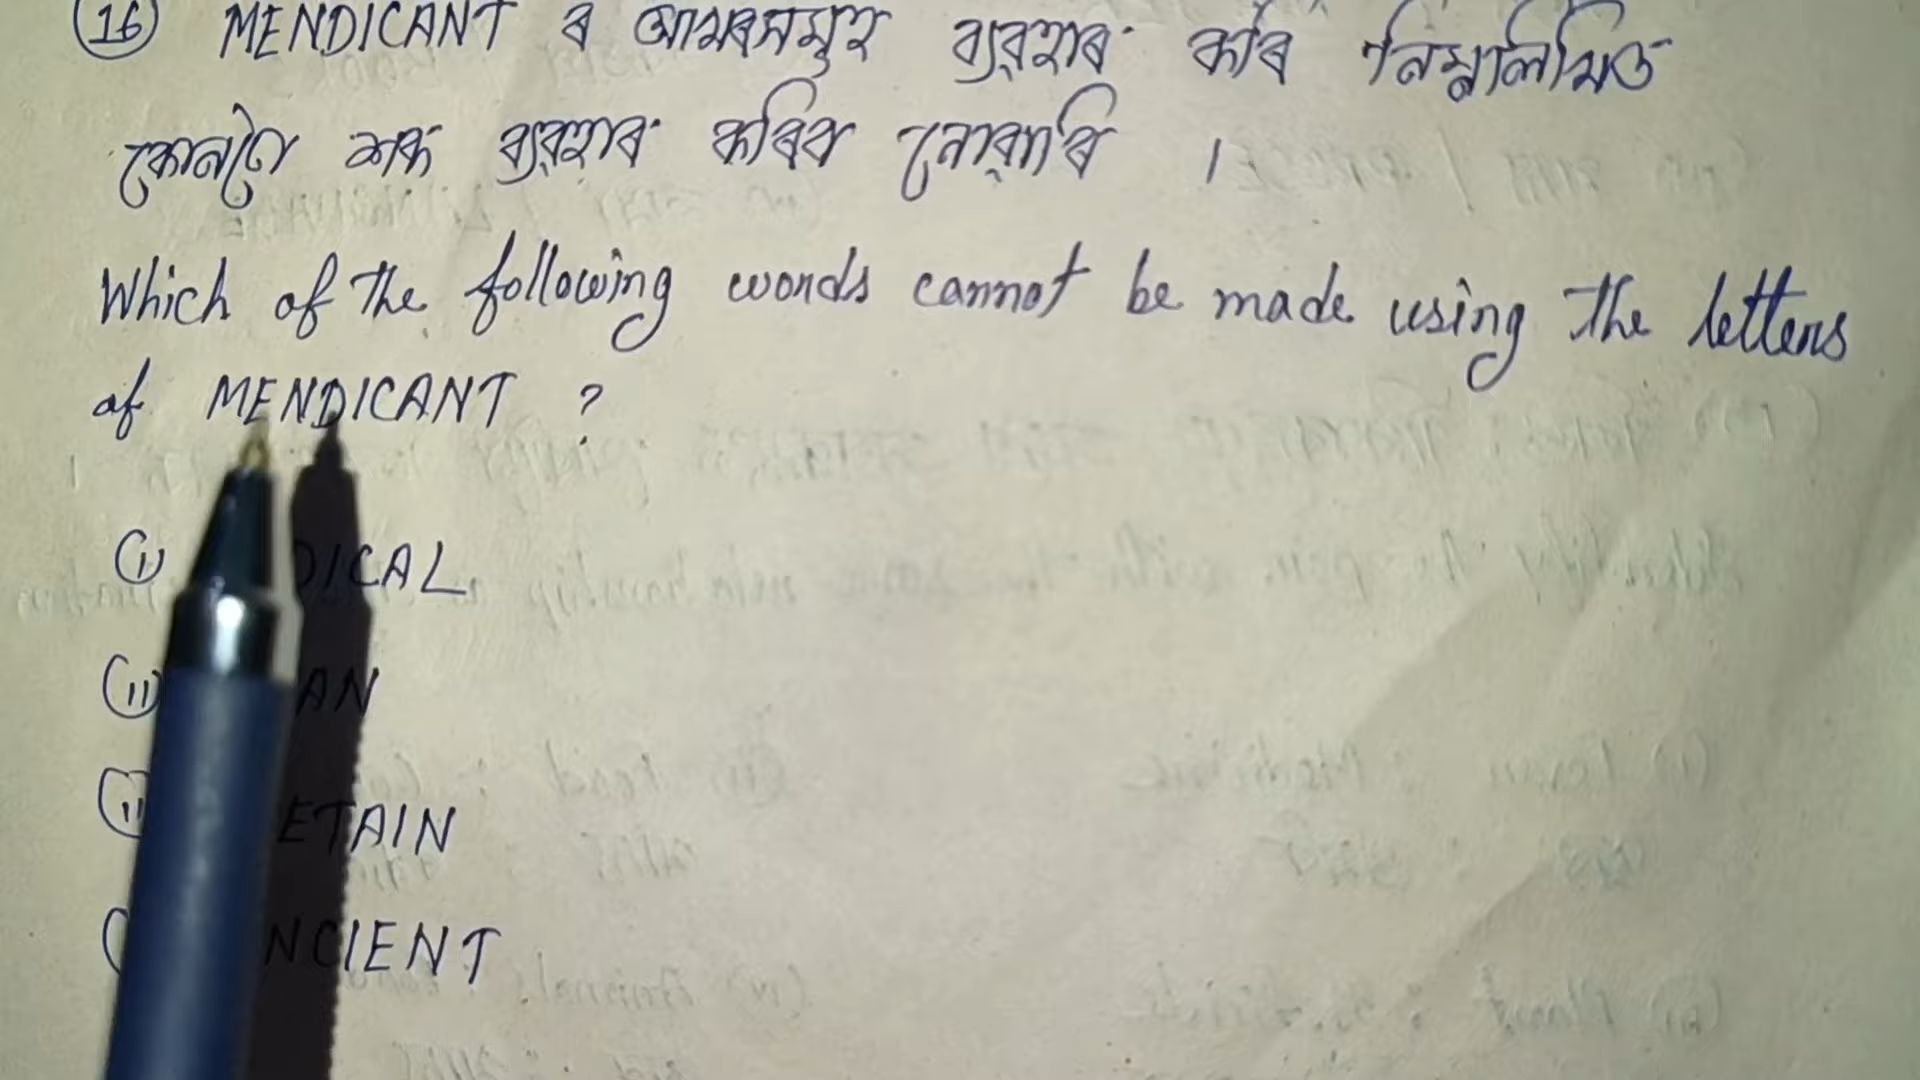 16 MENDICANT ৰ আখৰসমূহ ব্যৱহাৰ কৰি নিম্নলিখিত
কোনটো শব্দ ব্যৱহাৰ কৰিব নোৱাৰি ।
Which of the following words cannot be made using the letters
of MENDICANT ?
(i) DICAL
(ii) AN
ETAIN
NCIENT